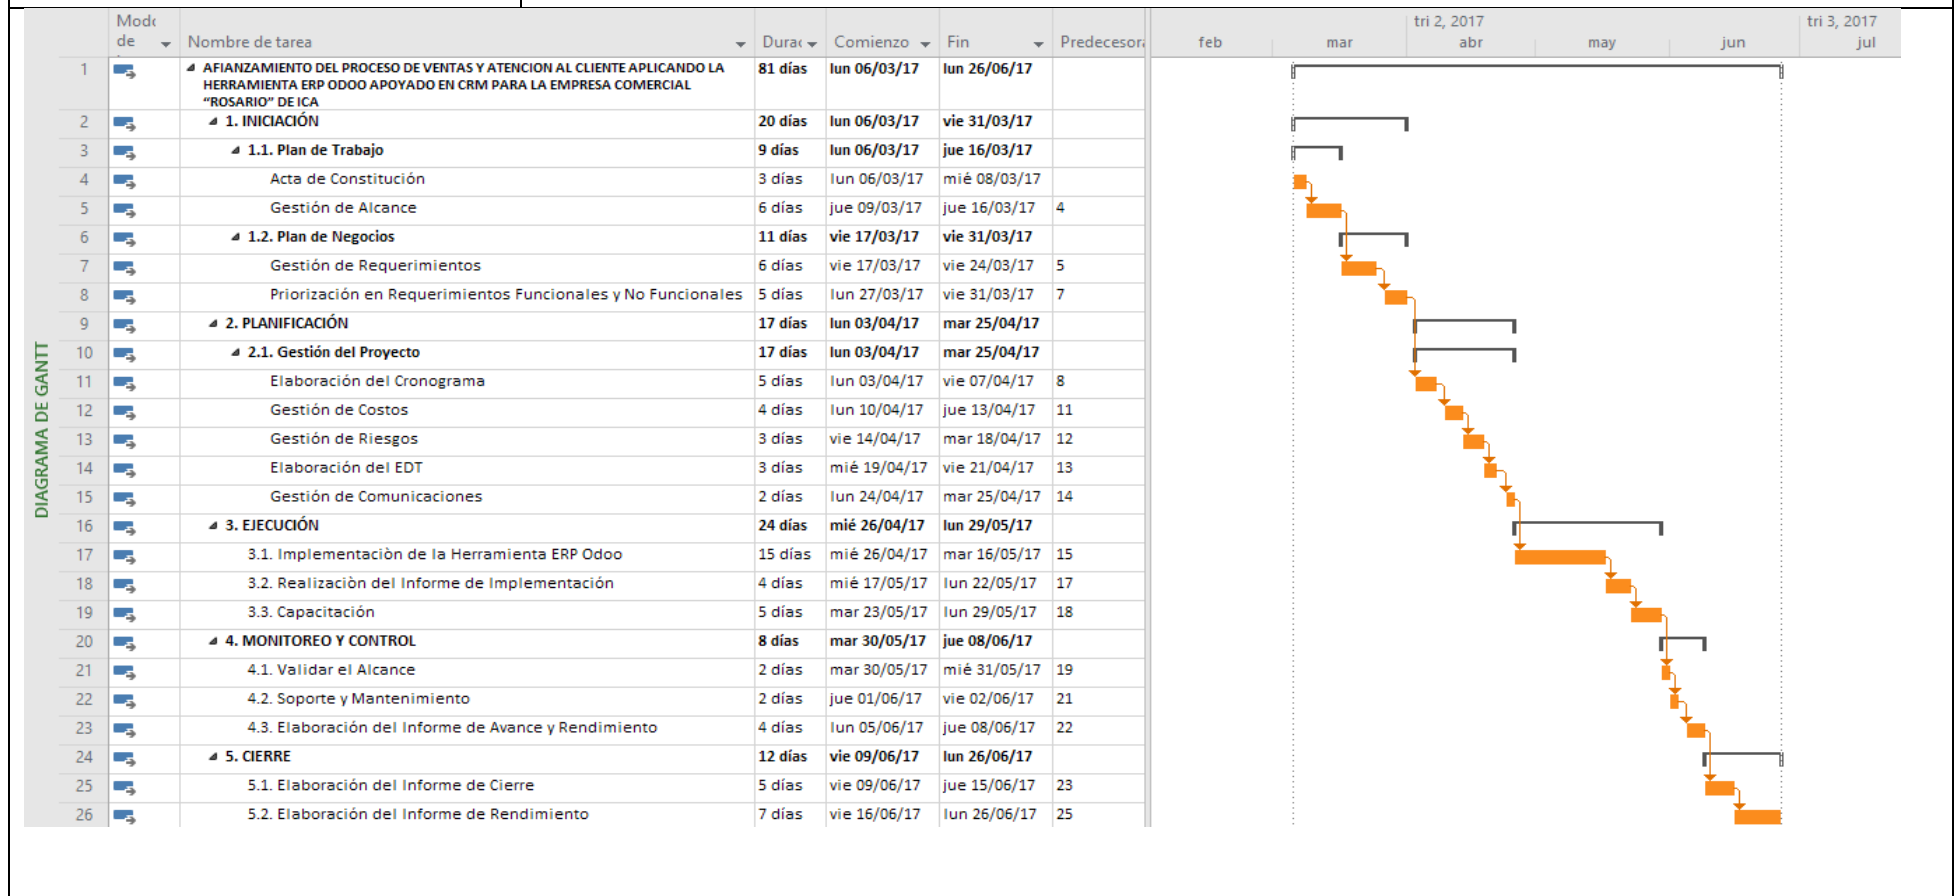 tri 2, 2017 tri 3, 2017
Modo
de Nombre de tarea Durac Comienzo Fin Predecesora feb mar abr may jun jul
1 AFIANZAMIENTO DEL PROCESO DE VENTAS Y ATENCION AL CLIENTE APLICANDO LA 81 días lun 06/03/17 lun 26/06/17
HERRAMIENTA ERP ODOO APOYADO EN CRM PARA LA EMPRESA COMERCIAL
“ROSARIO” DE ICA
2 1. INICIACIÓN 20 días lun 06/03/17 vie 31/03/17
3 1.1. Plan de Trabajo 9 días lun 06/03/17 jue 16/03/17
4 Acta de Constitución 3 días lun 06/03/17 mié 08/03/17
5 Gestión de Alcance 6 días jue 09/03/17 jue 16/03/17 4
6 1.2. Plan de Negocios 11 días vie 17/03/17 vie 31/03/17
7 Gestión de Requerimientos 6 días vie 17/03/17 vie 24/03/17 5
8 Priorización en Requerimientos Funcionales y No Funcionales 5 días lun 27/03/17 vie 31/03/17 7
9 2. PLANIFICACIÓN 17 días lun 03/04/17 mar 25/04/17
10 2.1. Gestión del Proyecto 17 días lun 03/04/17 mar 25/04/17
11 Elaboración del Cronograma 5 días lun 03/04/17 vie 07/04/17 8
12 Gestión de Costos 4 días lun 10/04/17 jue 13/04/17 11
13 Gestión de Riesgos 3 días vie 14/04/17 mar 18/04/17 12
14 Elaboración del EDT 3 días mié 19/04/17 vie 21/04/17 13
15 Gestión de Comunicaciones 2 días lun 24/04/17 mar 25/04/17 14
16 3. EJECUCIÓN 24 días mié 26/04/17 lun 29/05/17
17 3.1. Implementaciòn de la Herramienta ERP Odoo 15 días mié 26/04/17 mar 16/05/17 15
18 3.2. Realizaciòn del Informe de Implementación 4 días mié 17/05/17 lun 22/05/17 17
19 3.3. Capacitación 5 días mar 23/05/17 lun 29/05/17 18
20 4. MONITOREO Y CONTROL 8 días mar 30/05/17 jue 08/06/17
21 4.1. Validar el Alcance 2 días mar 30/05/17 mié 31/05/17 19
22 4.2. Soporte y Mantenimiento 2 días jue 01/06/17 vie 02/06/17 21
23 4.3. Elaboración del Informe de Avance y Rendimiento 4 días lun 05/06/17 jue 08/06/17 22
24 5. CIERRE 12 días vie 09/06/17 lun 26/06/17
25 5.1. Elaboración del Informe de Cierre 5 días vie 09/06/17 jue 15/06/17 23
26 5.2. Elaboración del Informe de Rendimiento 7 días vie 16/06/17 lun 26/06/17 25
DIAGRAMA DE GANTT